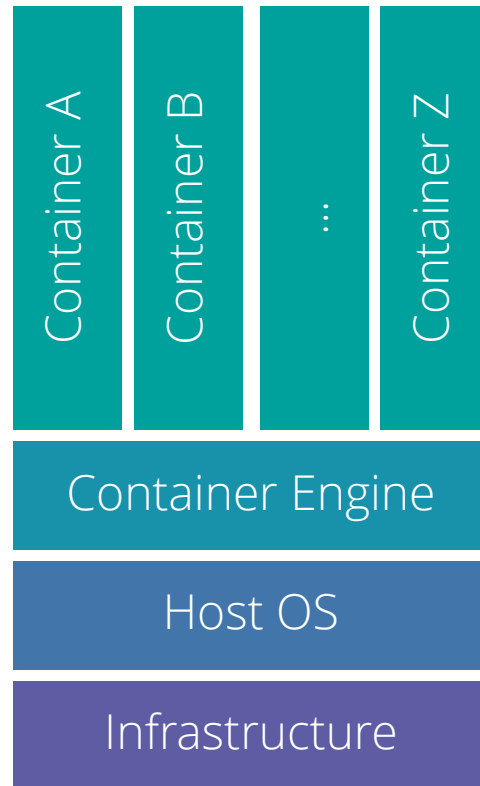 Container A
Container B
...
Container Z
Container Engine
Host OS
Infrastructure